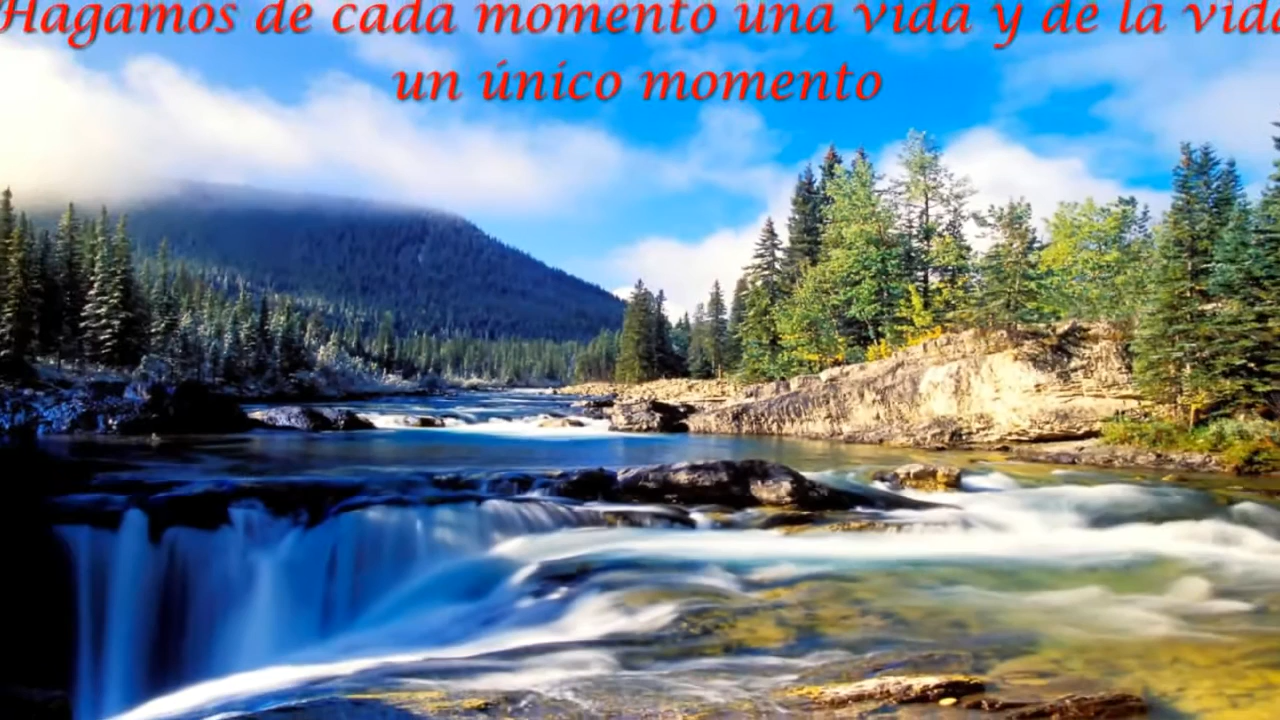 Hagamos de cada momento una vida y de la vida
un único momento